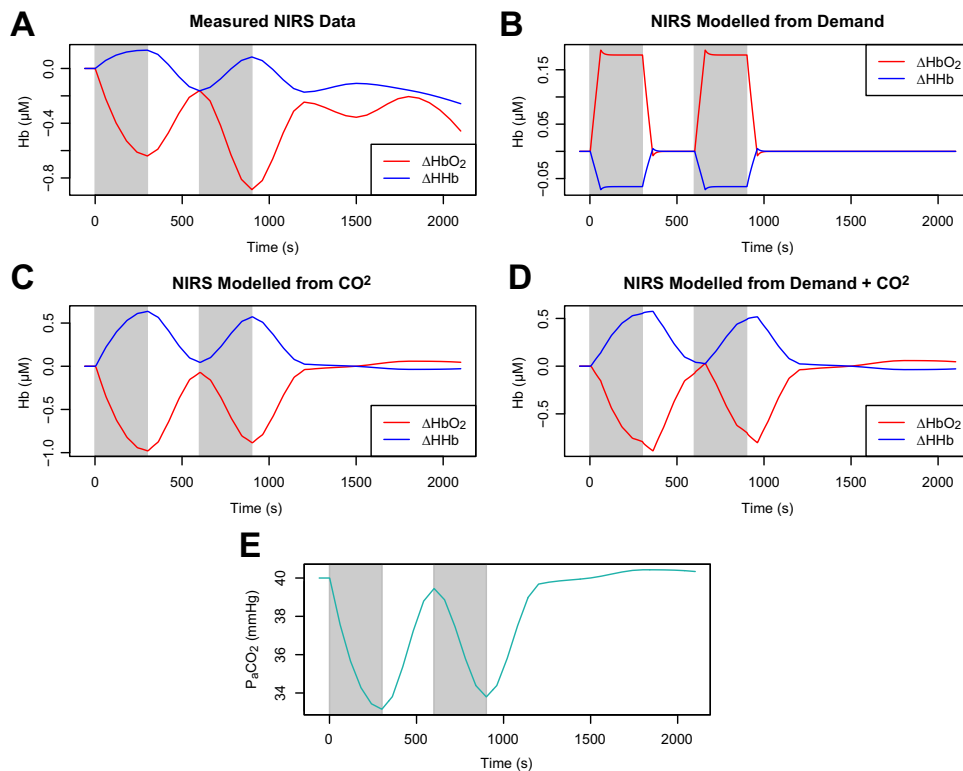 A
Measured NIRS Data
Hb (µM)
0.0
−0.4
−0.8
ΔHbO2
ΔHHb
0 500 1000 1500 2000
Time (s)
B
NIRS Modelled from Demand
Hb (µM)
0.15
0.05
−0.05
ΔHbO2
ΔHHb
0 500 1000 1500 2000
Time (s)
C
NIRS Modelled from CO²
Hb (µM)
0.5
0.0
−0.5
−1.0
ΔHbO2
ΔHHb
0 500 1000 1500 2000
Time (s)
D
NIRS Modelled from Demand + CO²
Hb (µM)
0.5
0.0
−0.5
ΔHbO2
ΔHHb
0 500 1000 1500 2000
Time (s)
E
PaCO2 (mmHg)
40
38
36
34
0 500 1000 1500 2000
Time (s)